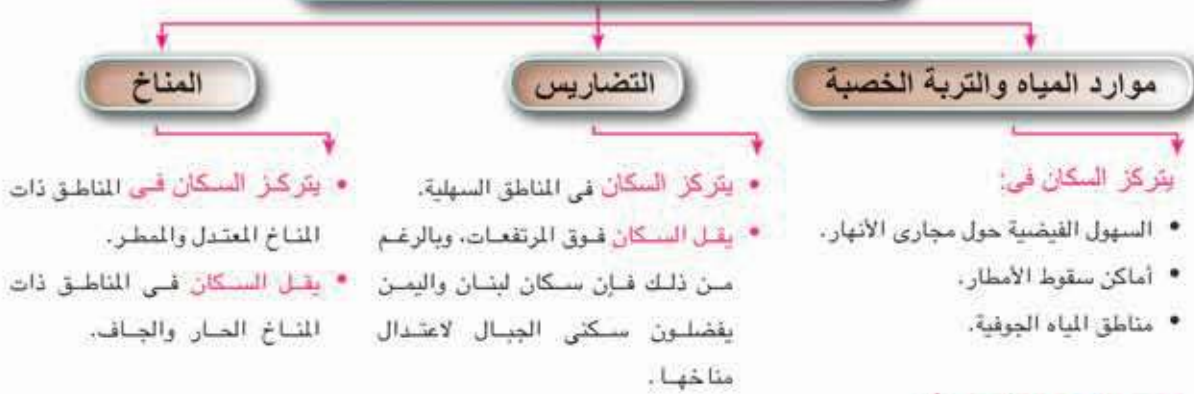 موارد المياه والتربة الخصبة
يتركز السكان فى:
• السهول الفيضية حول مجارى الأنهار.
• أماكن سقوط الأمطار.
• مناطق المياه الجوفية.
التضاريس
• يتركز السكان فى المناطق السهلية.
• يقل السكان فوق المرتفعات، وبالرغم
من ذلك فإن سكان لبنان واليمن
يفضلون سكنى الجبال لاعتدال
مناخها.
المناخ
• يتركز السكان فى المناطق ذات
المناخ المعتدل والممطر.
• يقل السكان فى المناطق ذات
المناخ الحار والجاف.